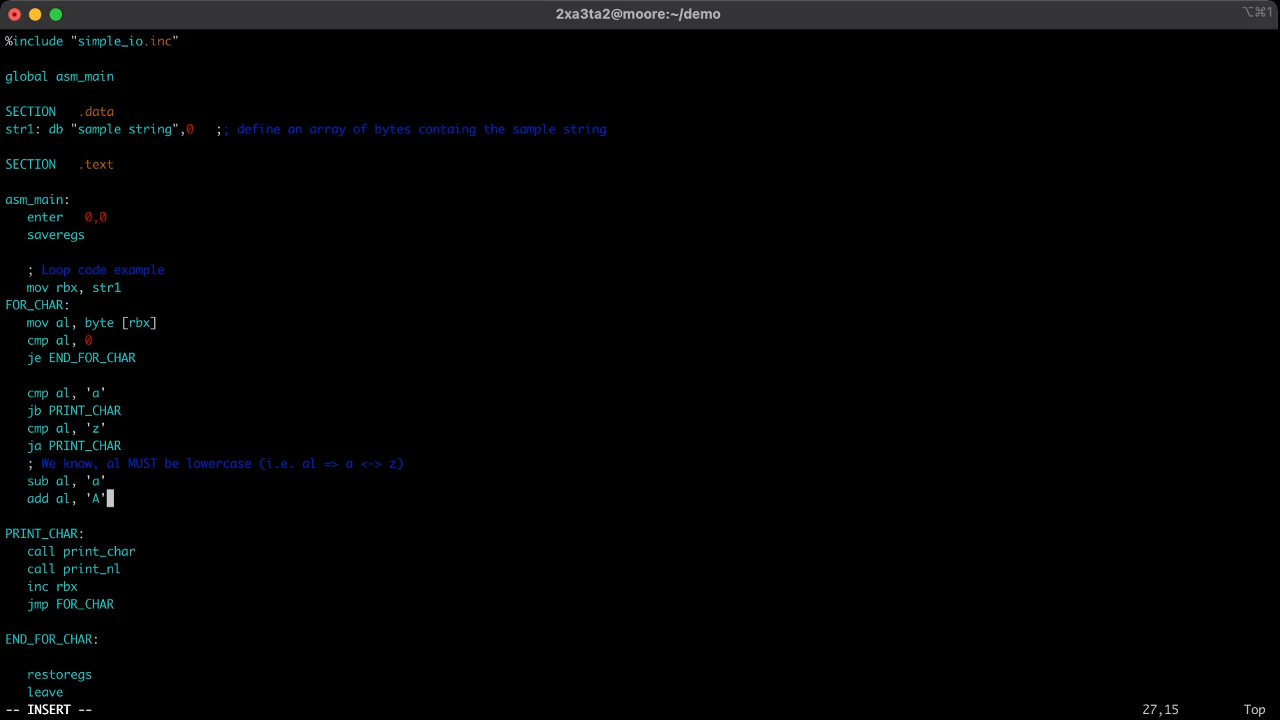 2xa3ta2@moore:~/demo
⌥⌘1
%include "simple_io.inc"
global asm_main
SECTION   .data
str1: db "sample string",0   ;; define an array of bytes containg the sample string
SECTION   .text
asm_main:
   enter   0,0
   saveregs
   ; Loop code example
   mov rbx, str1
FOR_CHAR:
   mov al, byte [rbx]
   cmp al, 0
   je END_FOR_CHAR
   cmp al, 'a'
   jb PRINT_CHAR
   cmp al, 'z'
   ja PRINT_CHAR
   ; We know, al MUST be lowercase (i.e. al => a <-> z)
   sub al, 'a'
   add al, 'A'
PRINT_CHAR:
   call print_char
   call print_nl
   inc rbx
   jmp FOR_CHAR
END_FOR_CHAR:
   restoregs
   leave
-- INSERT --                27,15         Top